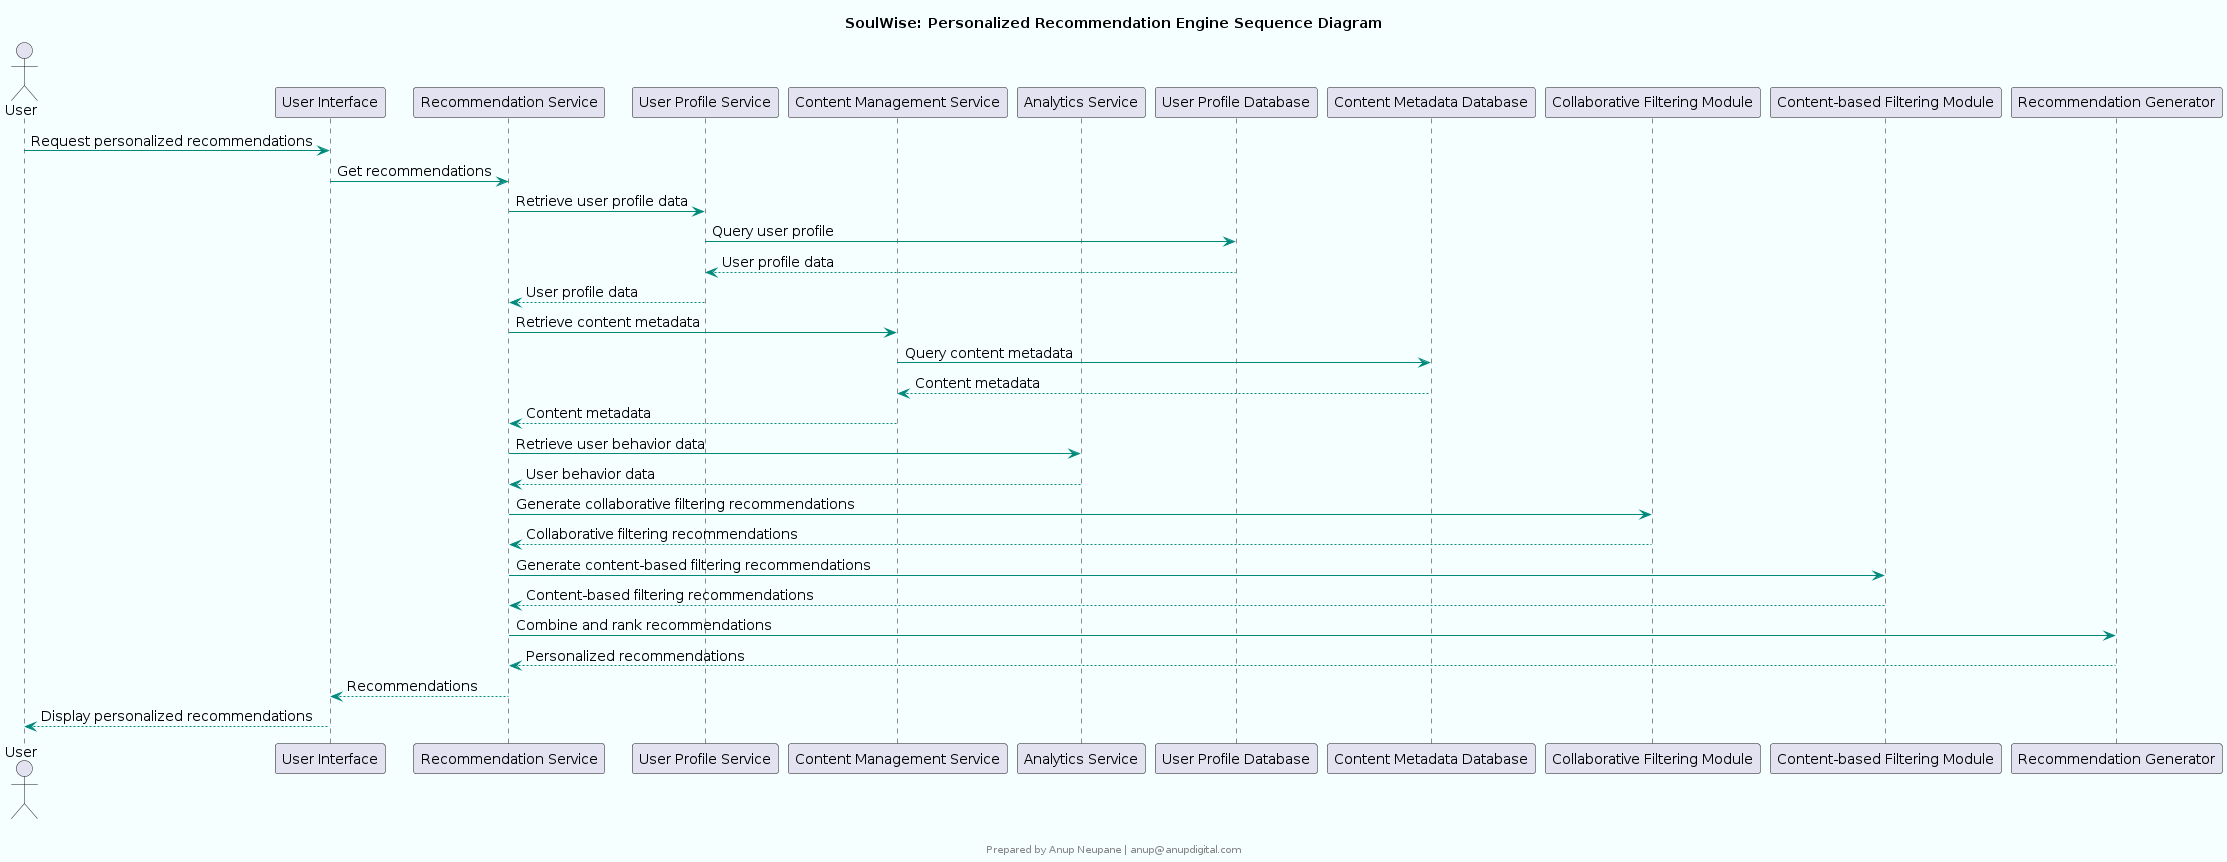 SoulWise: Personalized Recommendation Engine Sequence Diagram
User
User Interface
Recommendation Service
User Profile Service
Content Management Service
Analytics Service
User Profile Database
Content Metadata Database
Collaborative Filtering Module
Content-based Filtering Module
Recommendation Generator
Request personalized recommendations
Get recommendations
Retrieve user profile data
Query user profile
User profile data
User profile data
Retrieve content metadata
Query content metadata
Content metadata
Content metadata
Retrieve user behavior data
User behavior data
Generate collaborative filtering recommendations
Collaborative filtering recommendations
Generate content-based filtering recommendations
Content-based filtering recommendations
Combine and rank recommendations
Personalized recommendations
Recommendations
Display personalized recommendations
User
User Interface
Recommendation Service
User Profile Service
Content Management Service
Analytics Service
User Profile Database
Content Metadata Database
Collaborative Filtering Module
Content-based Filtering Module
Recommendation Generator
Prepared by Anup Neupane | anup@anupdigital.com